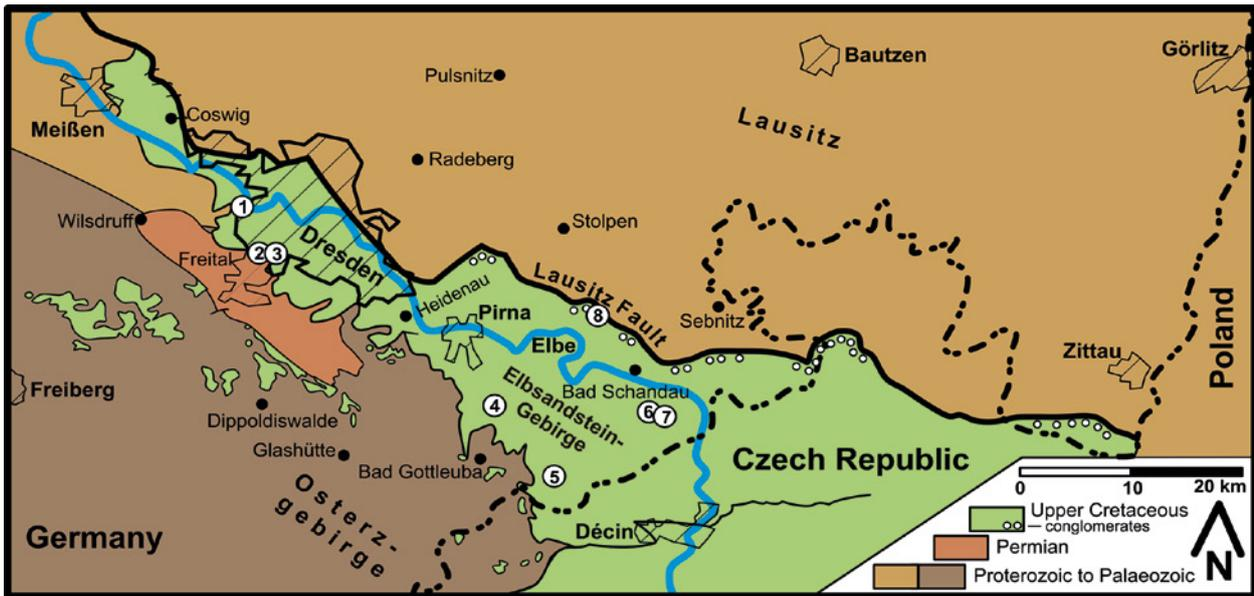 Bautzen
Görlitz
Pulsnitz
Meißen
Coswig
Lausitz
Radeberg
Wilsdruff
1
Stolpen
Freital
2
3
Dresden
Heidenau
Lausitz Fault
8
Pirna
Sebnitz
Elbe
Zittau
Poland
Freiberg
Bad Schandau
Elbsandstein-
Gebirge
4
6
7
Dippoldiswalde
Glashütte
Bad Gottleuba
5
Czech Republic
Osterz-
gebirge
Décin
Germany
0 10 20 km
Upper Cretaceous
— conglomerates
Permian
Proterozoic to Palaeozoic
N